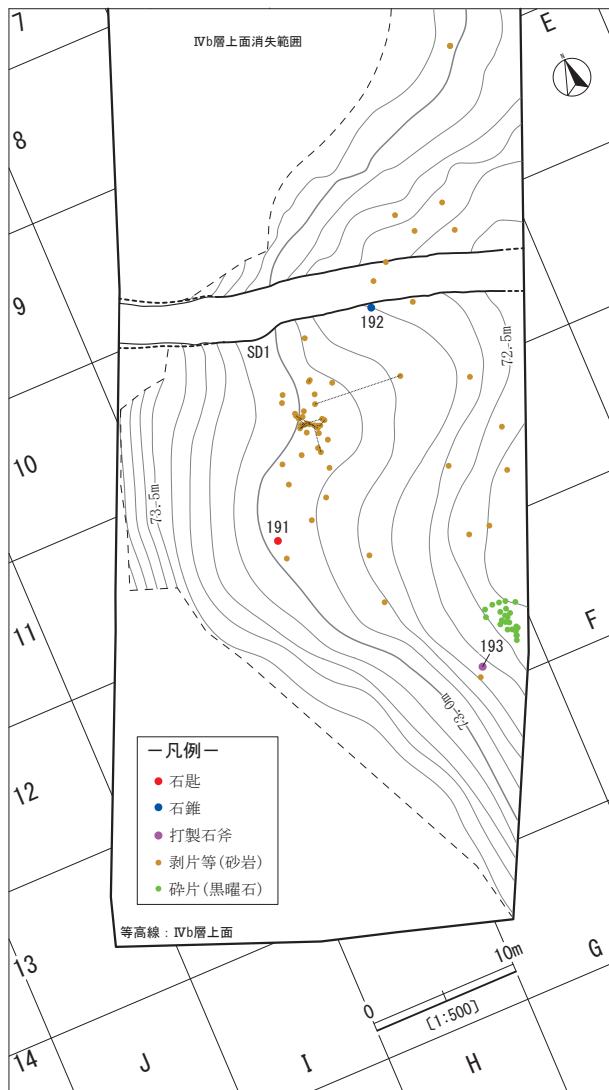 7
Ⅳb層上面消失範囲
E
N
8
9
192
SD1
72.5m
10
73.5m
191
F
11
193
73.0m
－凡例－
石匙
石錐
12
打製石斧
剥片等(砂岩)
砕片(黒曜石)
等高線：Ⅳb層上面
13
10m
G
0
[1:500]
14
J
I
H